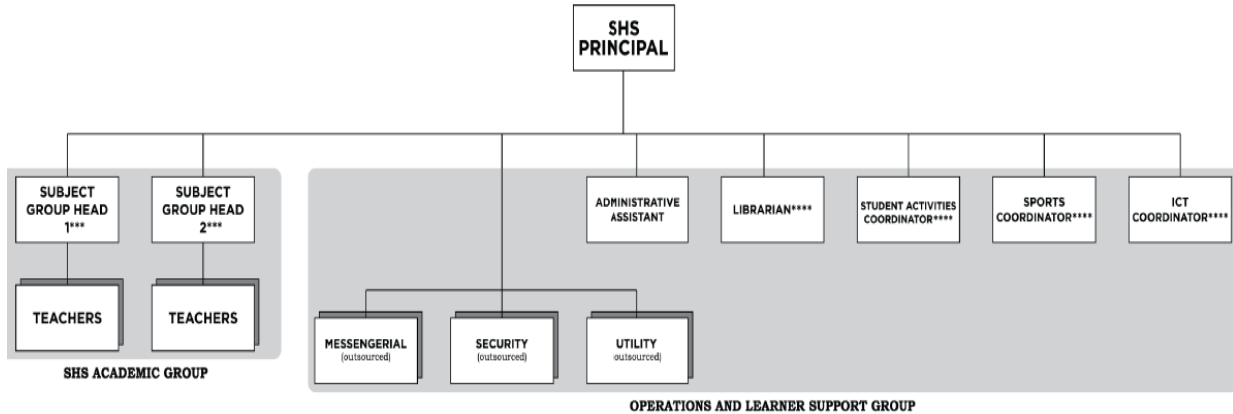 SHS
PRINCIPAL
SUBJECT
GROUP HEAD
1***
SUBJECT
GROUP HEAD
2***
ADMINISTRATIVE
ASSISTANT
LIBRARIAN****
STUDENT ACTIVITIES
COORDINATOR****
SPORTS
COORDINATOR****
ICT
COORDINATOR****
TEACHERS
TEACHERS
MESSENGERIAL
(outsourced)
SECURITY
(outsourced)
UTILITY
(outsourced)
SHS ACADEMIC GROUP
OPERATIONS AND LEARNER SUPPORT GROUP